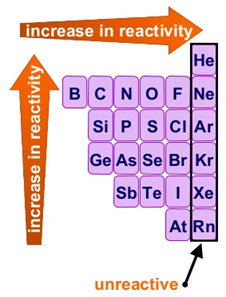 increase in reactivity
increase in reactivity
He
B C N O F Ne
Si P S Cl Ar
Ge As Se Br Kr
Sb Te I Xe
At Rn
unreactive